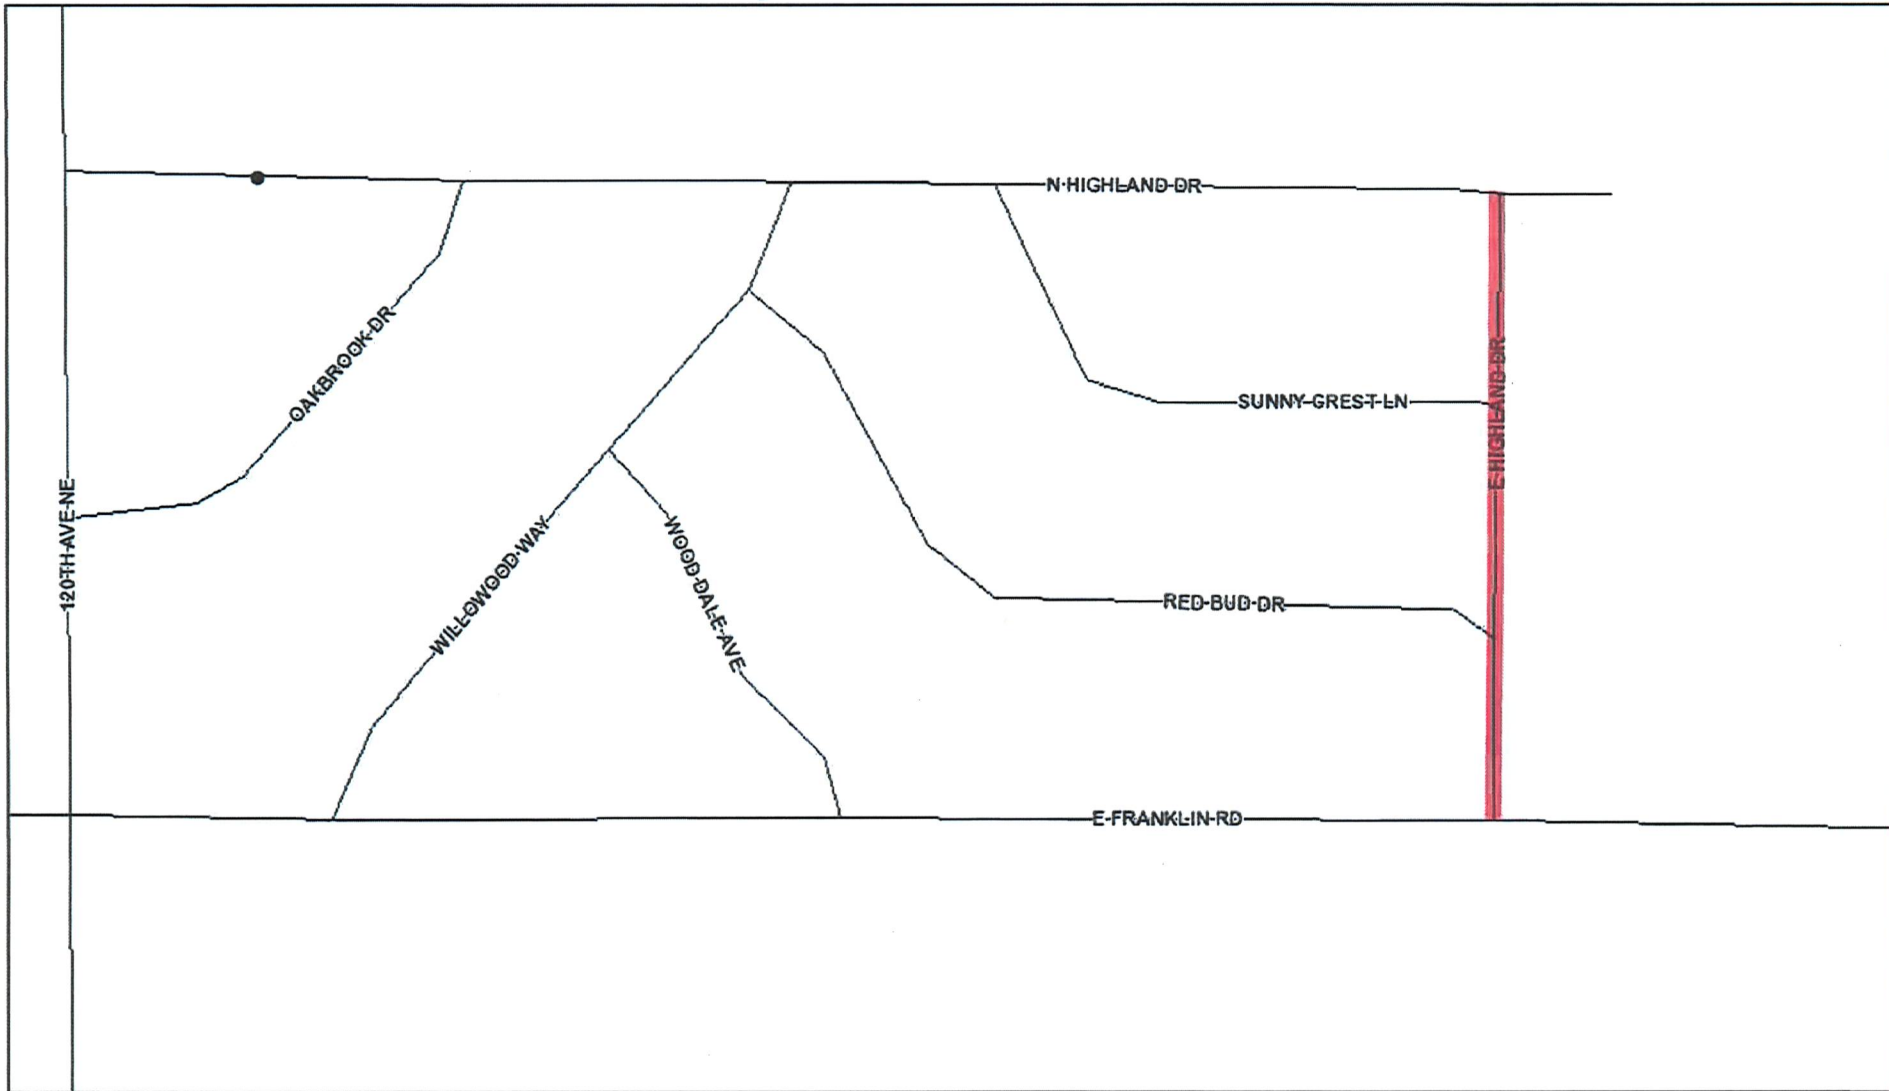 N HIGHLAND DR
OAKBROOK DR
E HIGHLAND DR
SUNNY CREST LN
120TH AVE NE
WILLOWOOD WAY
WOOD DALE AVE
RED BUD DR
E FRANKLIN RD